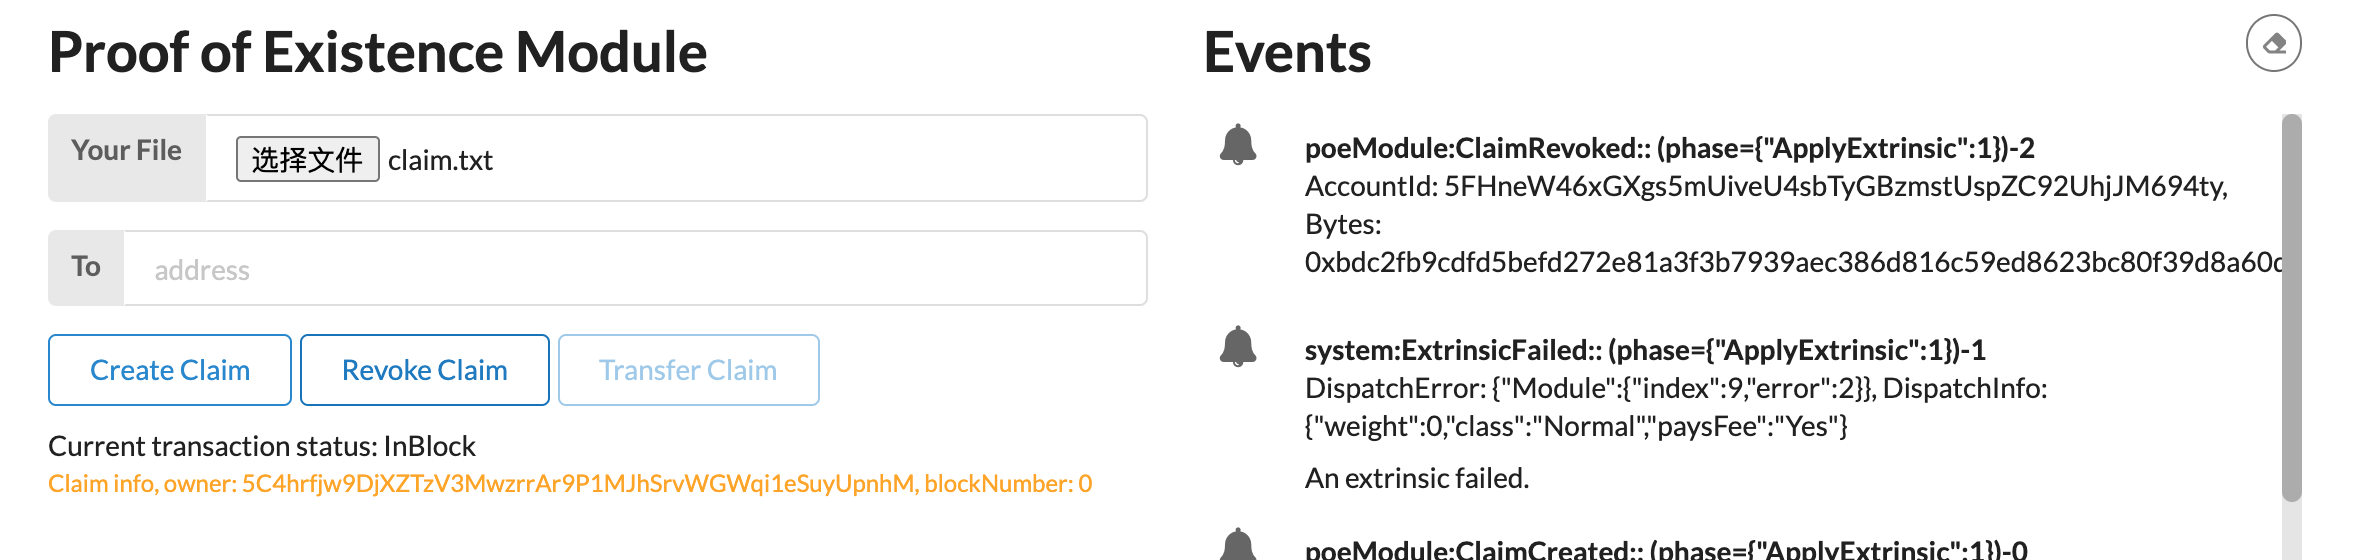 Proof of Existence Module
Your File
选择文件 claim.txt
To
address
Create Claim
Revoke Claim
Transfer Claim
Current transaction status: InBlock
Claim info, owner: 5C4hrfjw9DjXZTzV3MwzrrAr9P1MJhSrvWGWqi1eSuyUpnhM, blockNumber: 0
Events
poeModule:ClaimRevoked:: (phase={"ApplyExtrinsic":1})-2
AccountId: 5FHneW46xGXgs5mUiveU4sbTyGBzmstUspZC92UhjJM694ty,
Bytes:
0xbdc2fb9cdfd5befd272e81a3f3b7939aec386d816c59ed8623bc80f39d8a60d
system:ExtrinsicFailed:: (phase={"ApplyExtrinsic":1})-1
DispatchError: {"Module":{"index":9,"error":2}}, DispatchInfo:
{"weight":0,"class":"Normal","paysFee":"Yes"}
An extrinsic failed.
poeModule:ClaimCreated:: (phase={"ApplyExtrinsic":1})-0